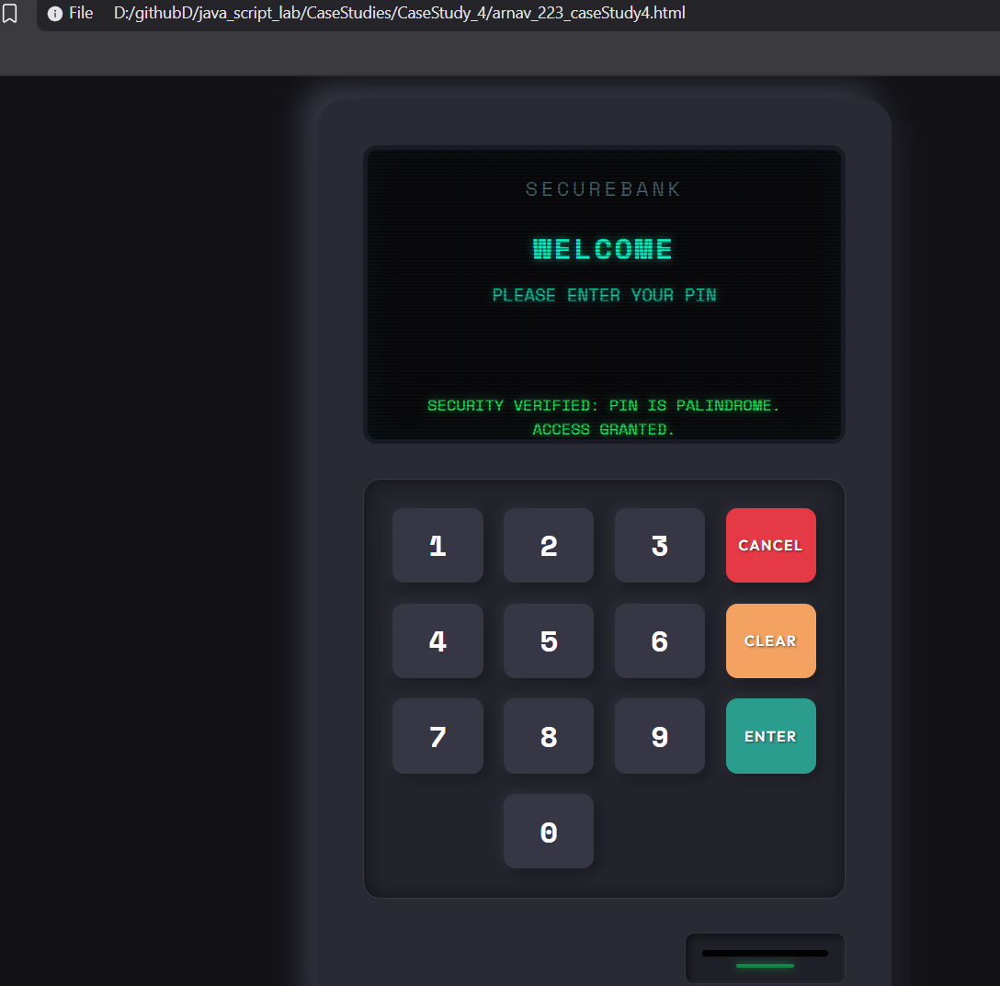 File D:/githubD/java_script_lab/CaseStudies/CaseStudy_4/arnav_223_caseStudy4.html
SECUREBANK
WELCOME
PLEASE ENTER YOUR PIN
SECURITY VERIFIED: PIN IS PALINDROME.
ACCESS GRANTED.
1 2 3 CANCEL
4 5 6 CLEAR
7 8 9 ENTER
0